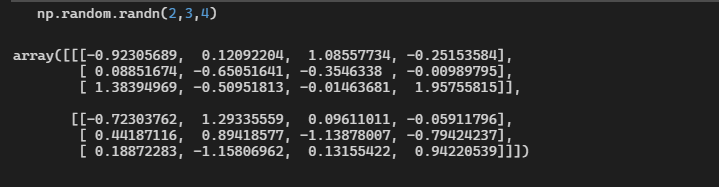 np.random.randn(2,3,4)
array([[[-0.92305689,  0.12092204,  1.08557734, -0.25153584],
        [ 0.08851674, -0.65051641, -0.3546338 , -0.00989795],
        [ 1.38394969, -0.50951813, -0.01463681,  1.95755815]],
       [[-0.72303762,  1.29335559,  0.09611011, -0.05911796],
        [ 0.44187116,  0.89418577, -1.13878007, -0.79424237],
        [ 0.18872283, -1.15806962,  0.13155422,  0.94220539]]])